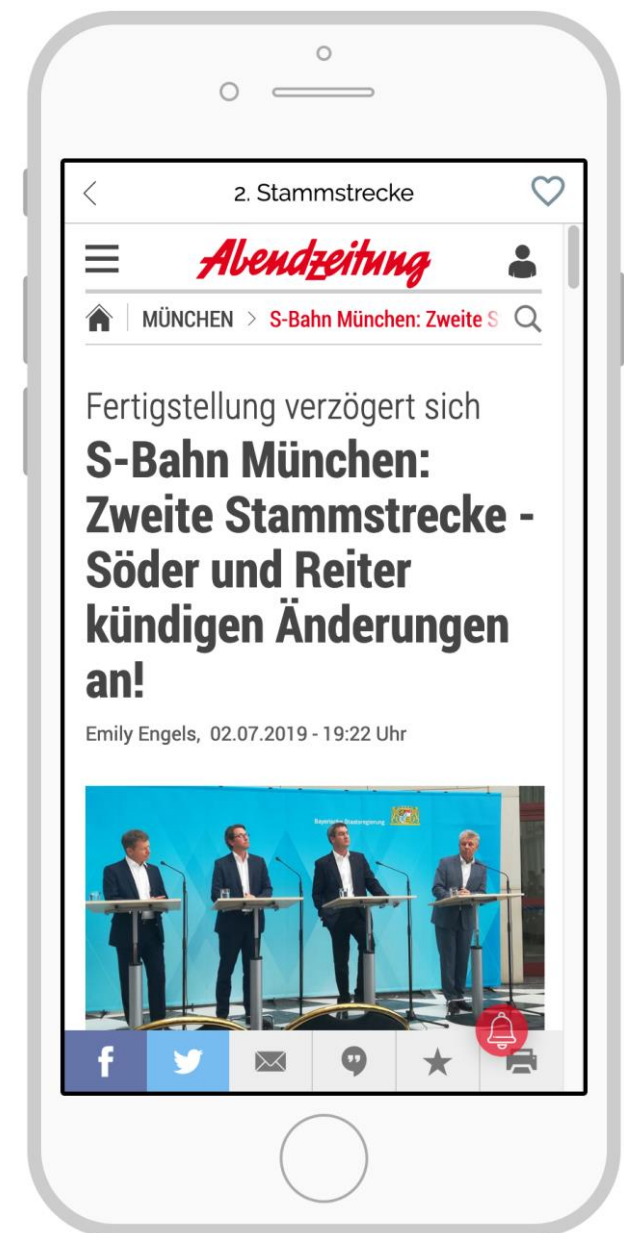 2. Stammstrecke
Abendzeitung
MÜNCHEN > S-Bahn München: Zweite S
Fertigstellung verzögert sich
S-Bahn München:
Zweite Stammstrecke -
Söder und Reiter
kündigen Änderungen
an!
Emily Engels, 02.07.2019 - 19:22 Uhr
Bayerische Staatsregierung